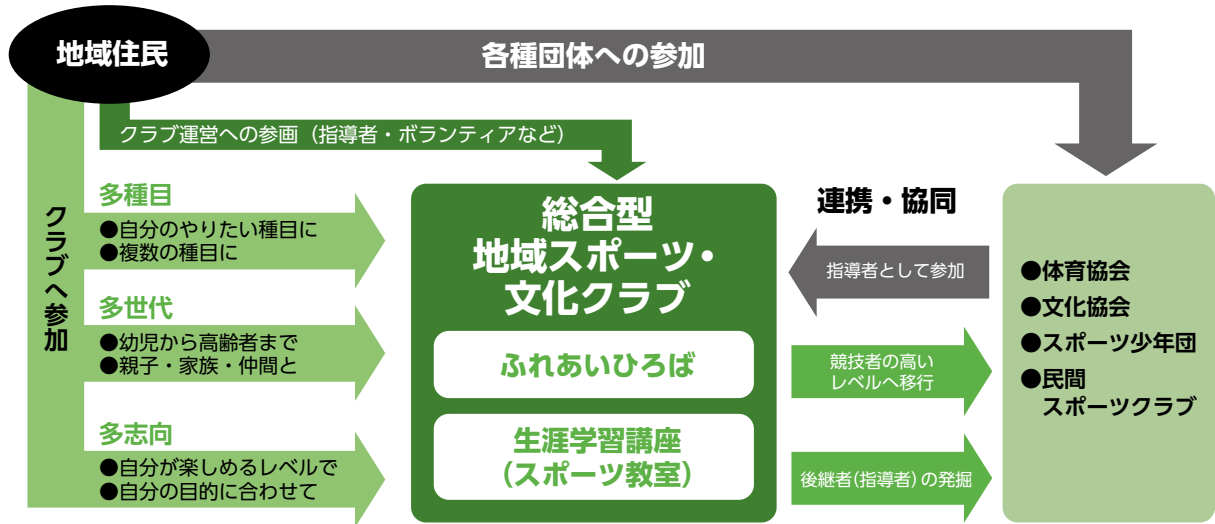 地域住民
各種団体への参加
クラブ運営への参画（指導者・ボランティアなど）
クラブへ参加
多種目
●自分のやりたい種目に
●複数の種目に
多世代
●幼児から高齢者まで
●親子・家族・仲間と
多志向
●自分が楽しめるレベルで
●自分の目的に合わせて
総合型
地域スポーツ・
文化クラブ
ふれあいひろば
生涯学習講座
（スポーツ教室）
連携・協同
指導者として参加
競技者の高い
レベルへ移行
後継者（指導者）の発掘
●体育協会
●文化協会
●スポーツ少年団
●民間
スポーツクラブ